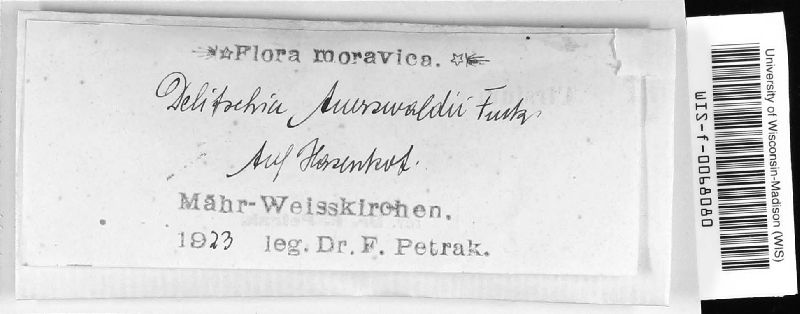 Flora moravica.
Delitschia Auerswaldii Fuck.
Auf Hasenkot.
Mähr-Weisskirchen.
1923 leg. Dr. F. Petrak.
University of Wisconsin-Madison (WIS)
WIS-f-0068080